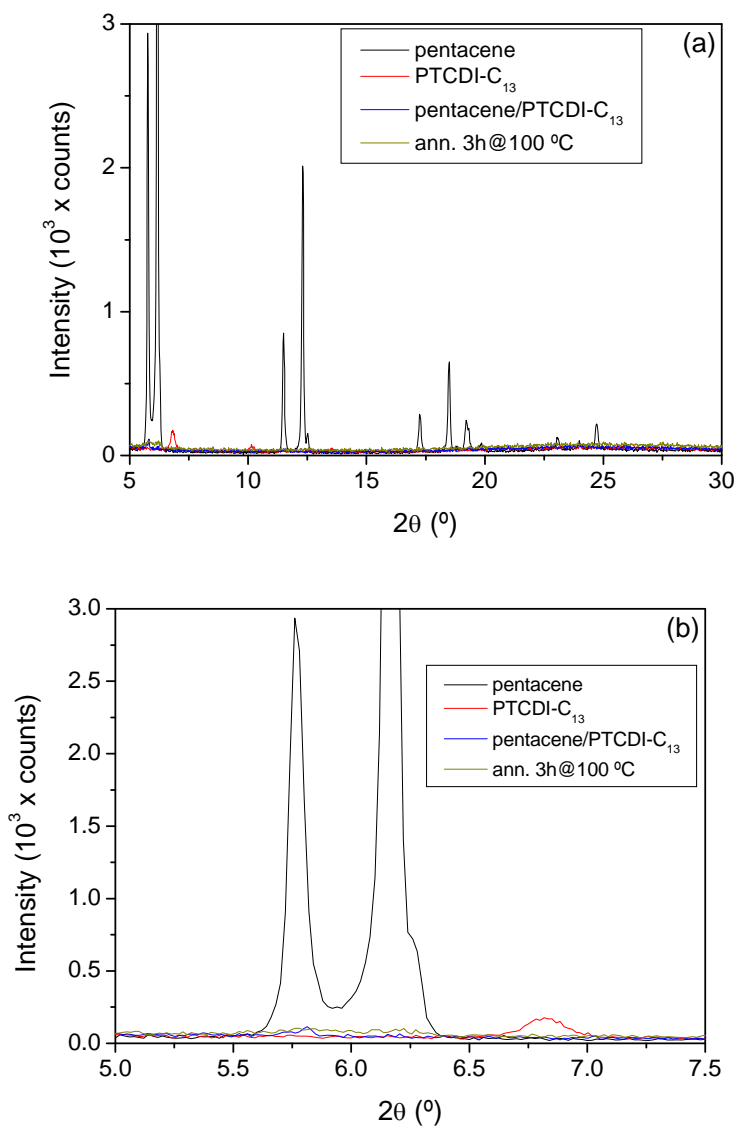 (a)
pentacene
PTCDI-C₁₃
pentacene/PTCDI-C₁₃
ann. 3h@100 ºC
Intensity (10³ x counts)
3
2
1
0
5 10 15 20 25 30
2θ (º)
(b)
pentacene
PTCDI-C₁₃
pentacene/PTCDI-C₁₃
ann. 3h@100 ºC
Intensity (10³ x counts)
3.0
2.5
2.0
1.5
1.0
0.5
0.0
5.0 5.5 6.0 6.5 7.0 7.5
2θ (º)